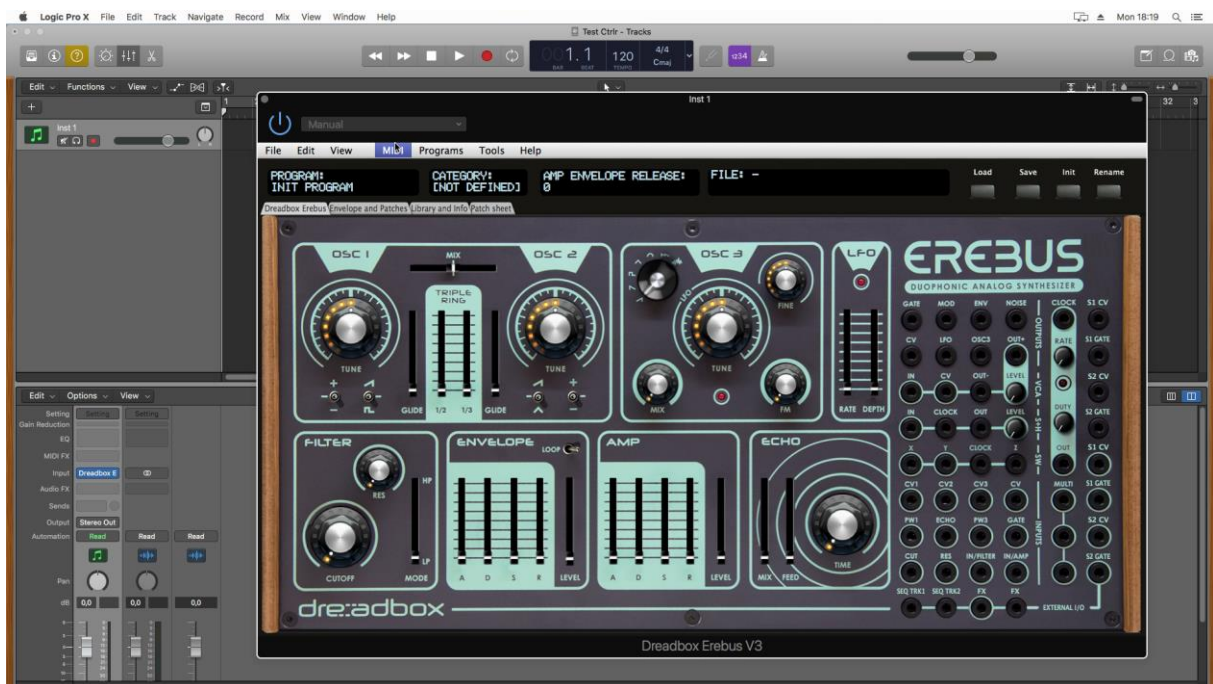 Logic Pro X File Edit Track Navigate Record Mix View Window Help Mon 18:19
Test Ctrlr - Tracks
001.1 120 4/4 Cmaj 1234
BAR BEAT TEMPO
Edit Functions View
1 32 3
Inst 1
Inst 1
Manual
File Edit View MIDI Programs Tools Help
PROGRAM: CATEGORY: AMP ENVELOPE RELEASE: FILE: -
INIT PROGRAM [NOT DEFINED] 0
Load Save Init Rename
Dreadbox Erebus Envelope and Patches Library and Info Patch sheet
OSC 1 MIX OSC 2 OSC 3 LFO
EREBUS
DUOPHONIC ANALOG SYNTHESIZER
TRIPLE RING
LFO FINE
TUNE TUNE TUNE
GLIDE 1/2 1/3 GLIDE MIX FM RATE DEPTH
GATE MOD ENV NOISE CLOCK S1 CV
CV LFO OSC3 OUT+ RATE S1 GATE
IN CV OUT- LEVEL S2 CV
IN CLOCK OUT LEVEL DUTY S2 GATE
X Y CLOCK Z OUT S1 CV
CV1 CV2 CV3 CV MULTI S1 GATE
PW1 ECHO PW3 GATE S2 CV
CUT RES IN/FILTER IN/AMP S2 GATE
SEQ TRK1 SEQ TRK2 FX FX EXTERNAL I/O
OUTPUTS
VCA
S+H
SW
INPUTS
FILTER ENVELOPE LOOP AMP ECHO
RES HP
LP
CUTOFF MODE A D S R LEVEL A D S R LEVEL MIX FEED TIME
dre:adbox
Dreadbox Erebus V3
Edit Options View
Setting Setting Setting
Gain Reduction
EQ
MIDI FX
Input Dreadbox E
Audio FX
Sends
Output Stereo Out
Automation Read Read Read
Pan
dB 0,0 0,0 0,0